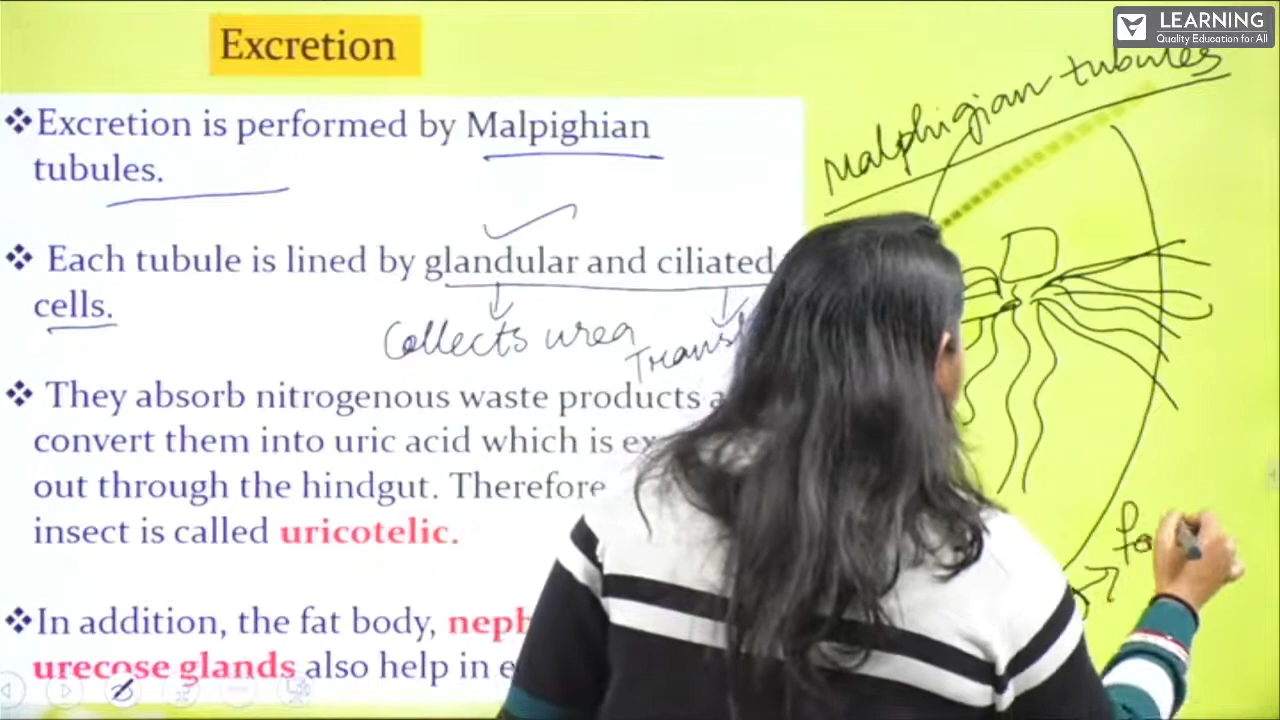 LEARNING
Quality Education for All
Excretion
Malphigian tubules
❖Excretion is performed by Malpighian
tubules.
❖ Each tubule is lined by glandular and ciliated
cells.
Collects urea
❖ They absorb nitrogenous waste products
convert them into uric acid which is
out through the hindgut. Therefore
insect is called uricotelic.
❖In addition, the fat body,
urecose glands also help in